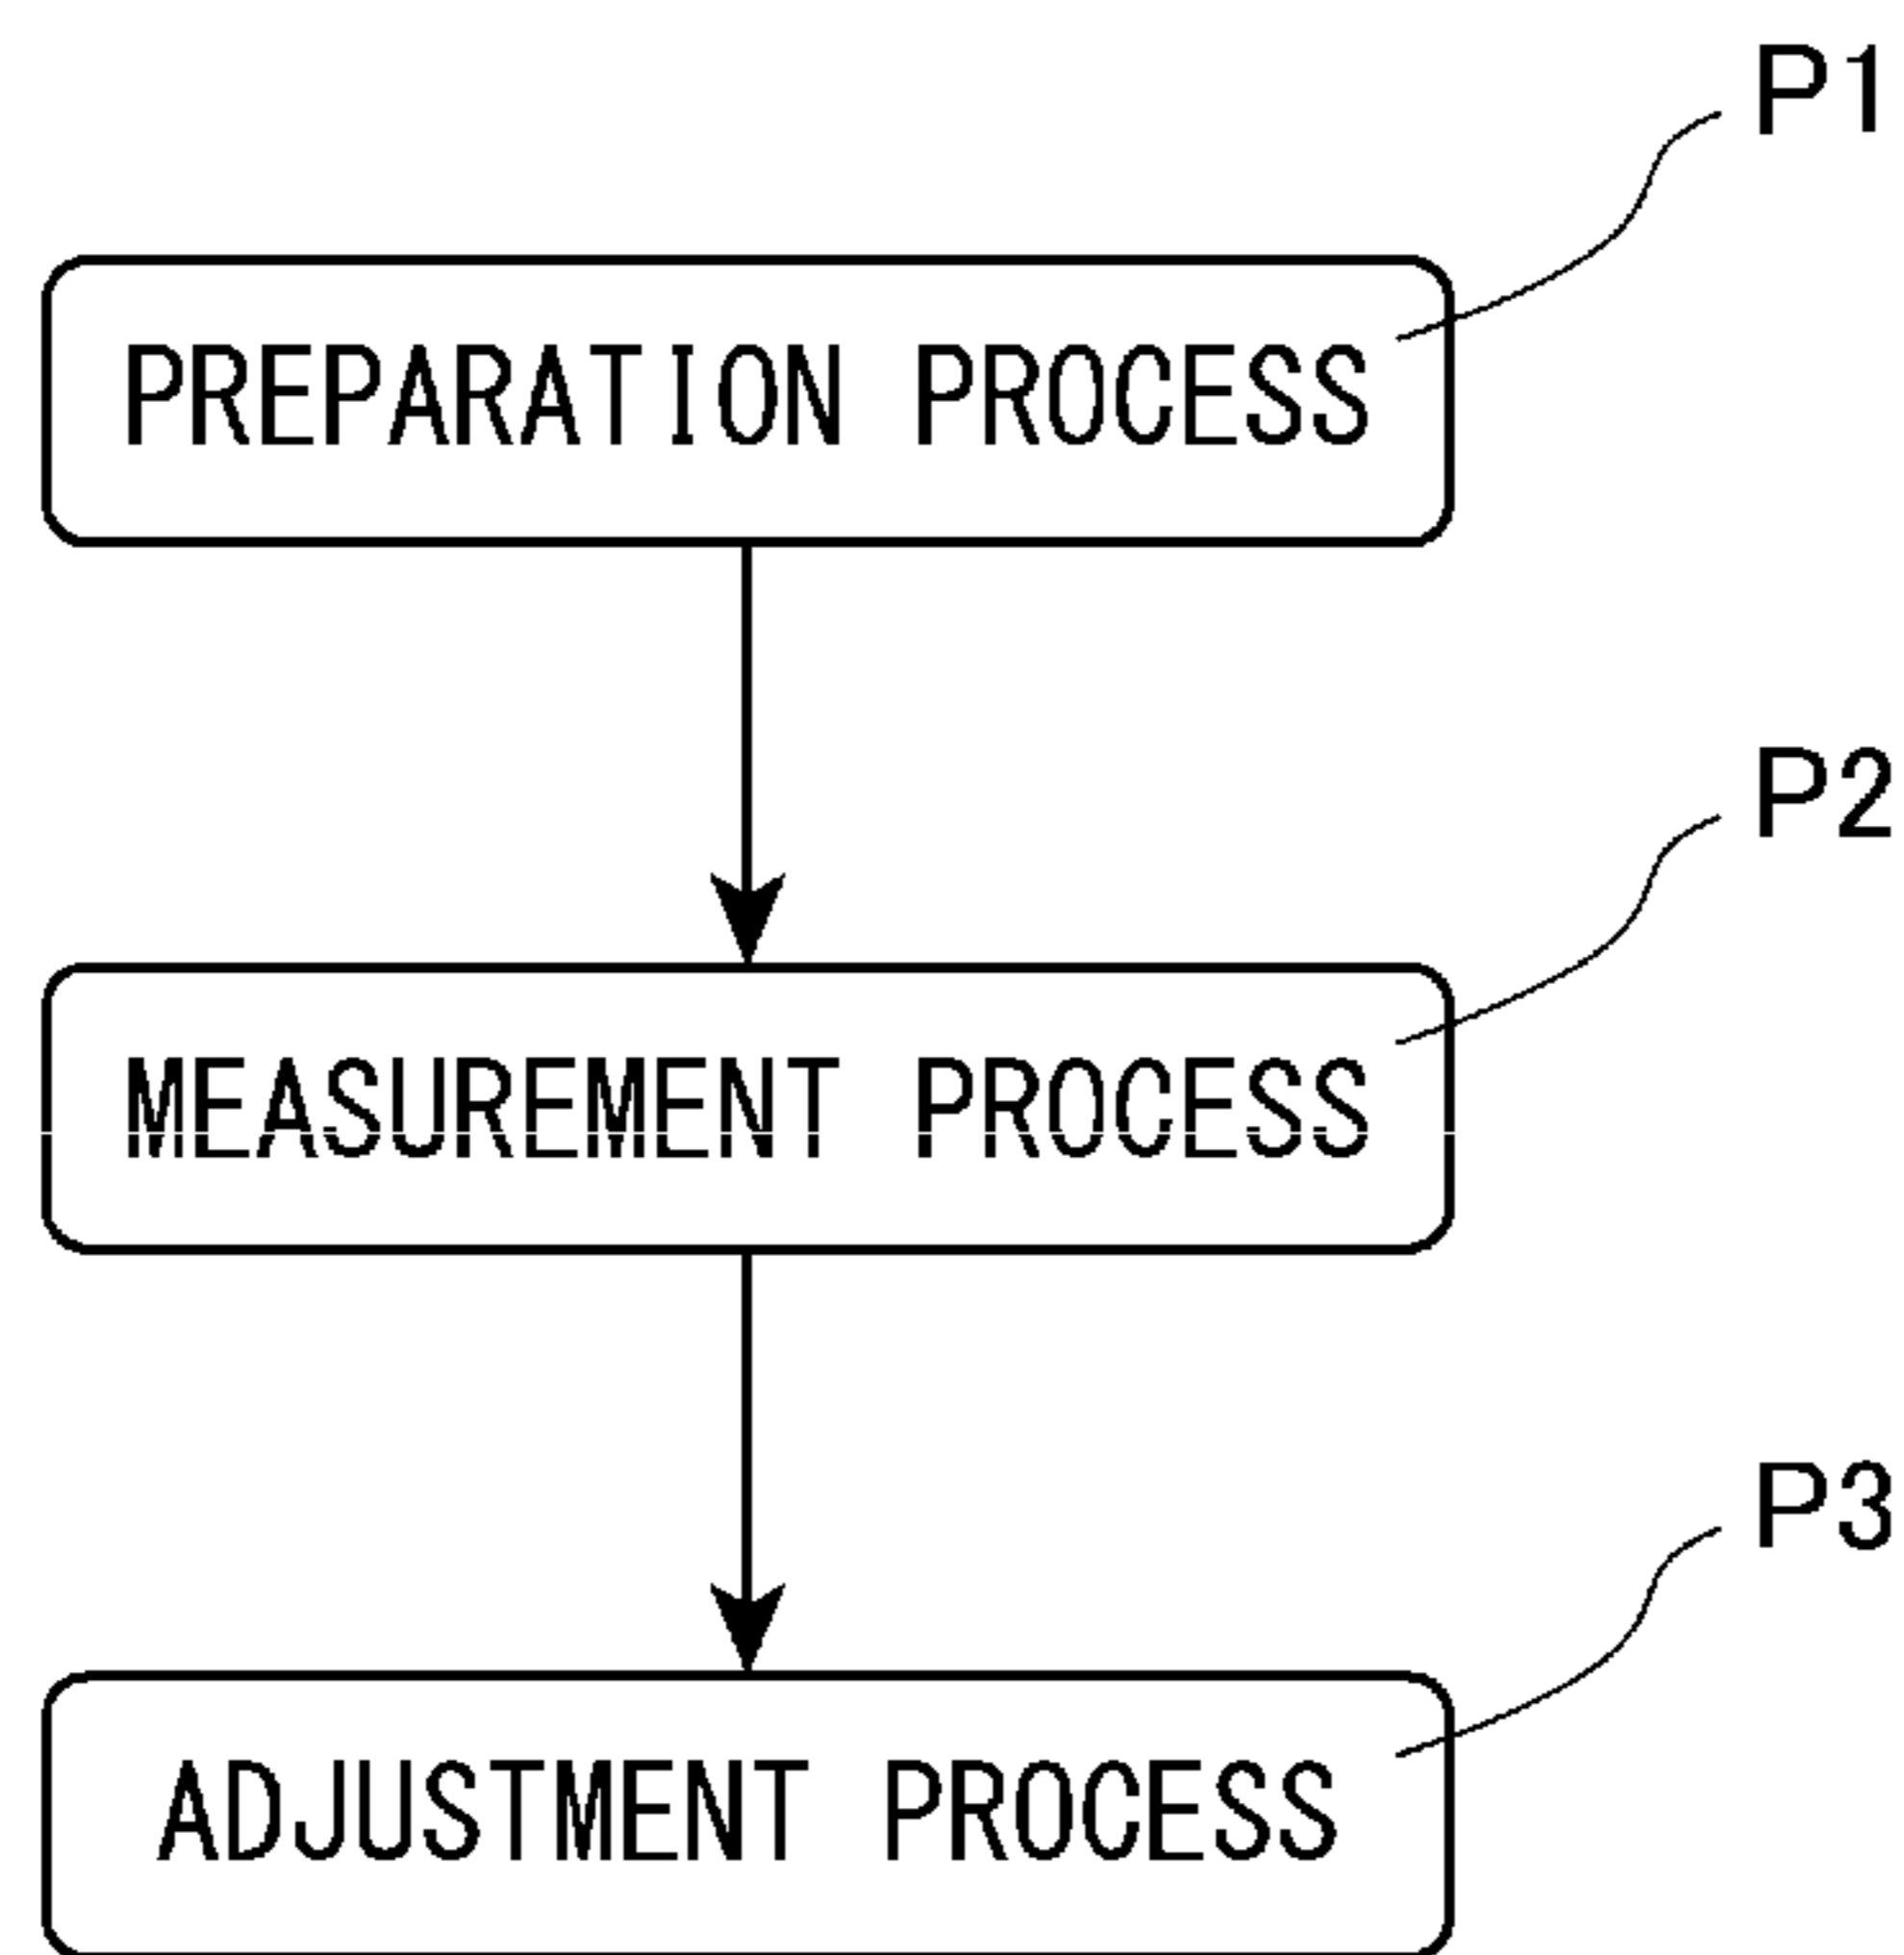 P1
PREPARATION PROCESS
P2
MEASUREMENT PROCESS
P3
ADJUSTMENT PROCESS